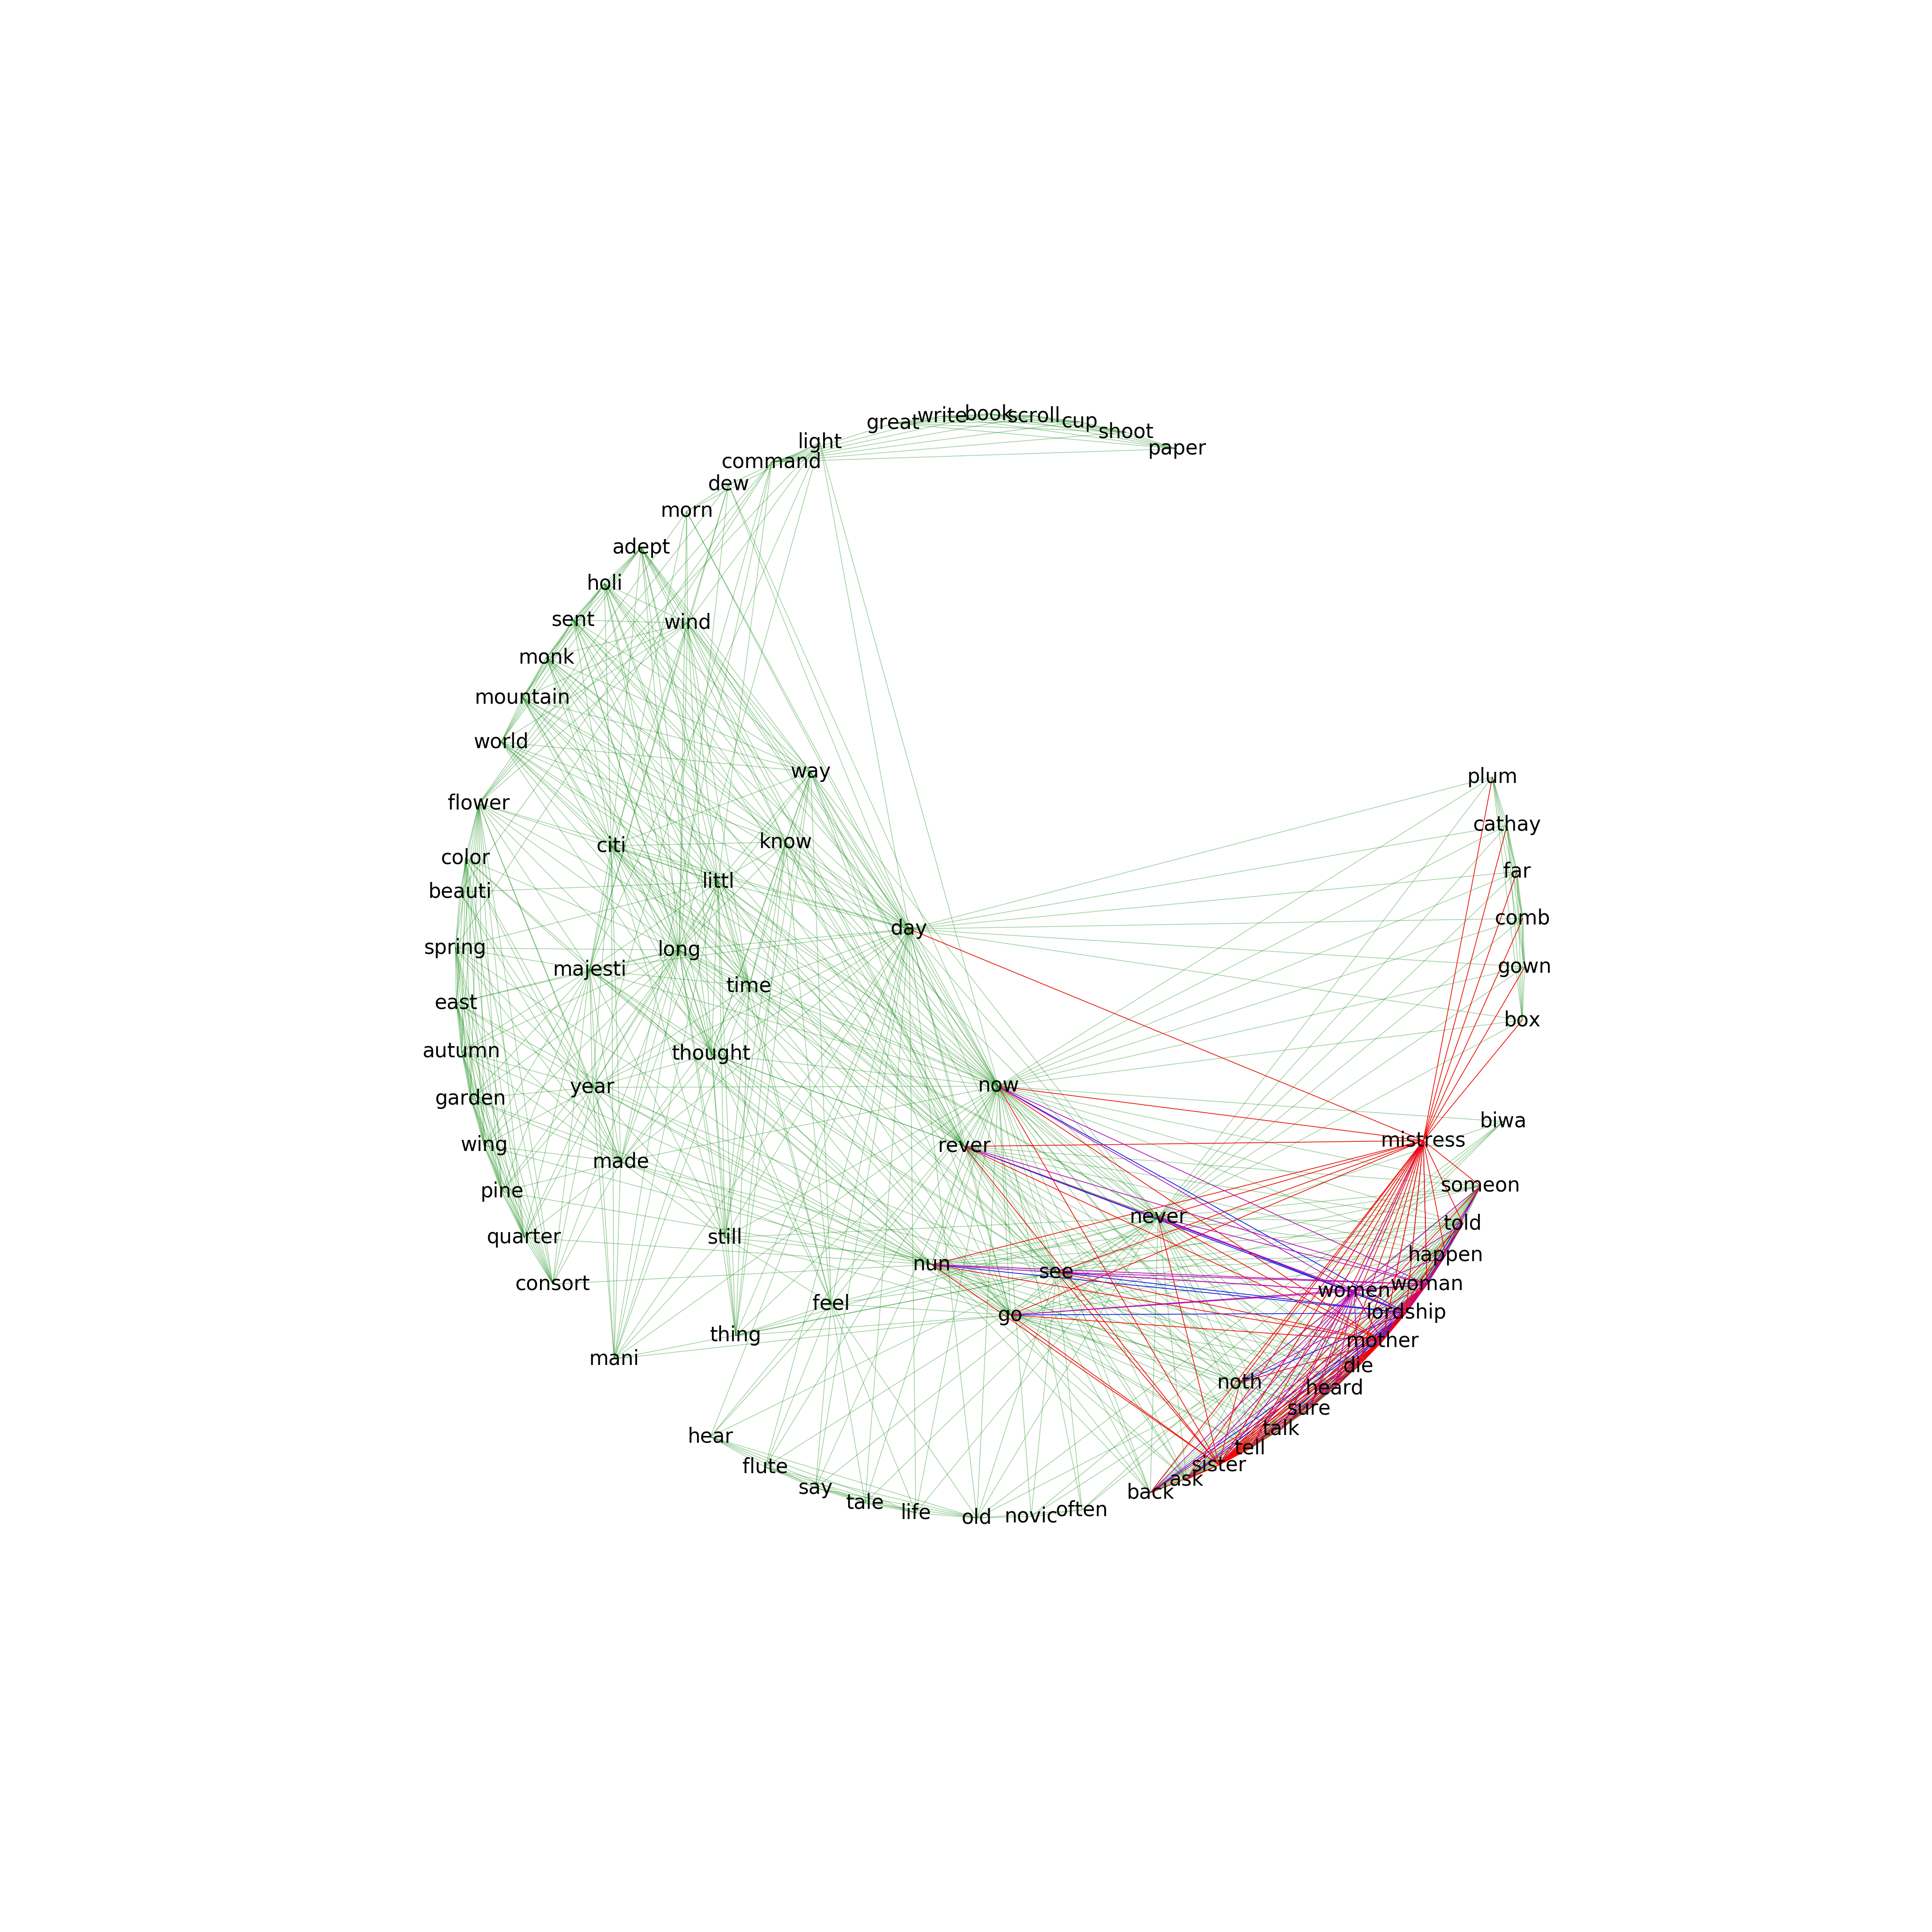 great
write
book
scroll
cup
shoot
paper
light
command
dew
morn
adept
holi
sent
wind
monk
mountain
world
way
plum
flower
cathay
citi
know
color
far
littl
beauti
comb
day
spring
long
gown
majesti
time
east
box
autumn
thought
year
now
garden
biwa
wing
rever
mistress
made
pine
someon
never
told
quarter
still
happen
nun
see
consort
woman
women
feel
go
lordship
thing
mother
mani
die
noth
heard
sure
talk
hear
tell
flute
sister
ask
say
back
tale
life
often
old
novic